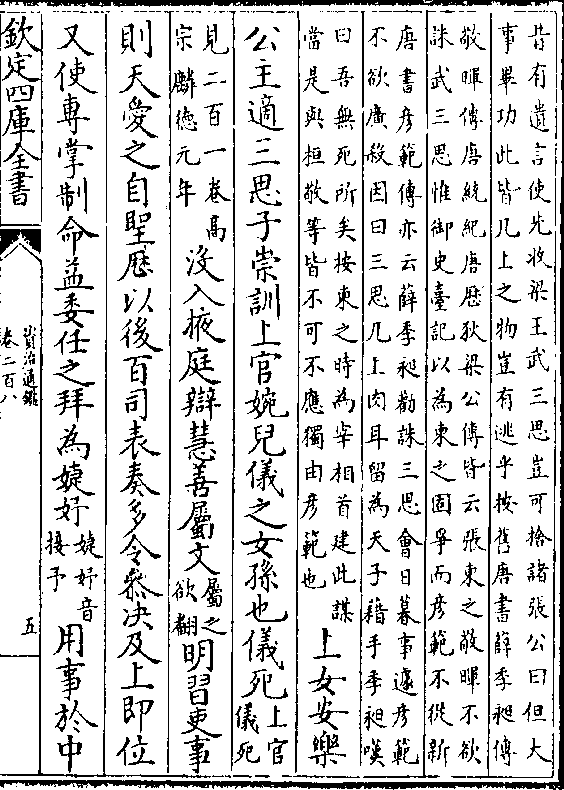 昔有遺言使先收梁王武三思豈可捨諸張公曰但大
事畢功此皆几上之物豈有逃乎按舊唐書薛季昶傳
敬暉傳唐統紀唐歷狄梁公傳皆云張柬之敬暉不欲
誅武三思惟御史臺記以為柬之固爭而彦範不從新
唐書彦範傳亦云薛季昶勸誅三思會日暮事遽彦範
不欲廣殺因曰三思几上肉耳留為天子藉手季昶嘆
曰吾無死所矣按柬之時為宰相首建此謀
當是與桓敬等皆不可不應獨由彦範也
上女安樂
公主適三思子崇訓上官婉兒儀之女孫也儀死
上官
儀死
見二百一卷高
宗麟德元年
沒入掖庭辯慧善屬文
屬之
欲翻
明習吏事
則天愛之自聖厯以後百司表奏多令叅決及上即位
又使專掌制命益委任之拜為婕妤
婕妤音
接予
用事於中
欽定四庫全書
資治通鑑
卷二百八
五